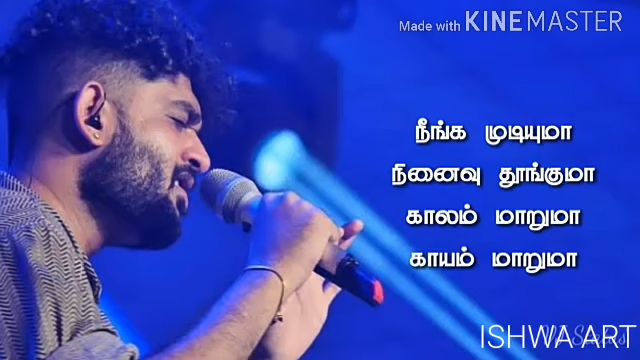 Made with KINEMASTER
நீங்க முடியுமா
நினைவு தூங்குமா
காலம் மாறுமா
காயம் மாறுமா
ISHWA ART